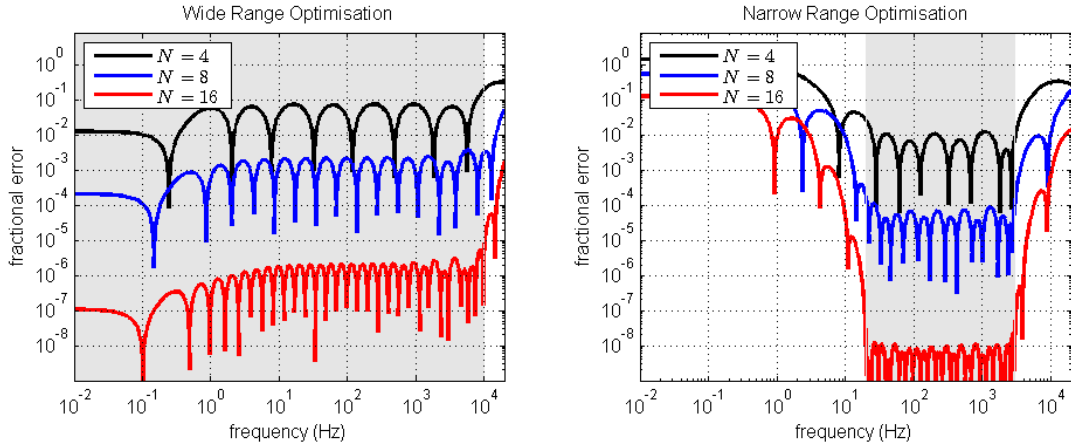 Wide Range Optimisation
fractional error
10^0
10^-1
10^-2
10^-3
10^-4
10^-5
10^-6
10^-7
10^-8
N = 4
N = 8
N = 16
10^-2 10^-1 10^0 10^1 10^2 10^3 10^4
frequency (Hz)
Narrow Range Optimisation
fractional error
10^0
10^-1
10^-2
10^-3
10^-4
10^-5
10^-6
10^-7
10^-8
N = 4
N = 8
N = 16
10^-2 10^-1 10^0 10^1 10^2 10^3 10^4
frequency (Hz)